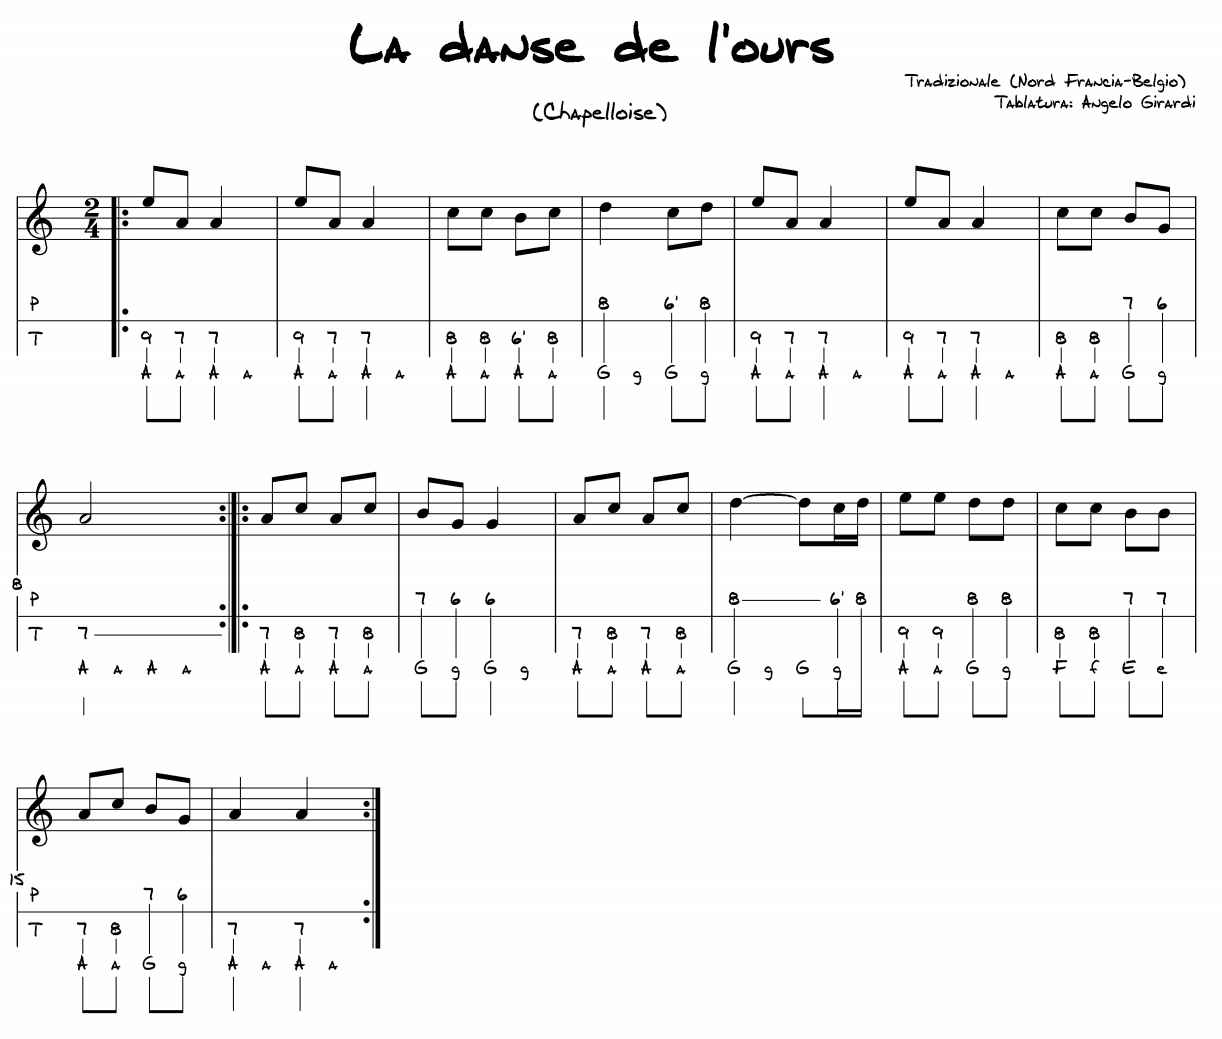 La danse de l'ours
Tradizionale (Nord Francia-Belgio)
(Chapelloise)
Tablatura: Angelo Girardi
2
4
P 8 6' 8 7 6
T 9 7 7 9 7 7 8 8 6' 8 9 7 7 9 7 7 8 8
A a A a A a A a A a A a G g G g A a A a A a A a A a G g
8
P 7 6 6 8 6' 8 8 8 7 7
T 7 7 8 7 8 7 8 7 8 9 9 8 8
A a A a A a A a G g G g A a A a G g G g A a G g F f E e
15
P 7 6
T 7 8 7 7
A a G g A a A a